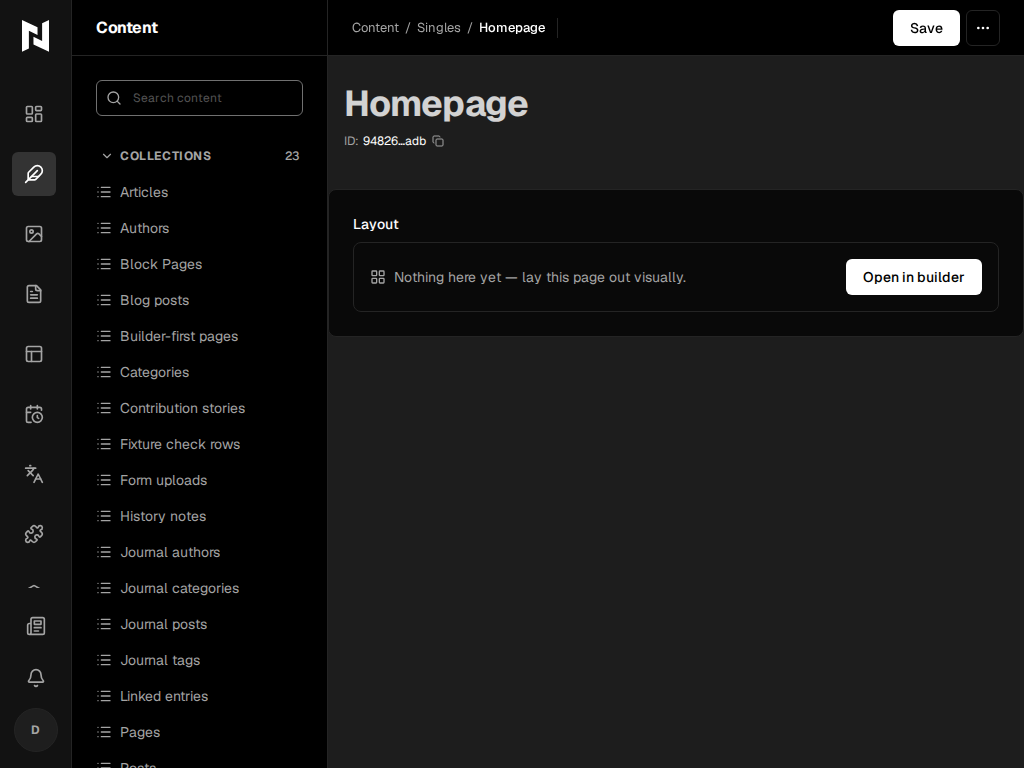 Content
Search content
COLLECTIONS 23
Articles
Authors
Block Pages
Blog posts
Builder-first pages
Categories
Contribution stories
Fixture check rows
Form uploads
History notes
Journal authors
Journal categories
Journal posts
Journal tags
Linked entries
Pages
Posts
D
Content / Singles / Homepage
Save
Homepage
ID: 94826…adb
Layout
Nothing here yet — lay this page out visually.
Open in builder